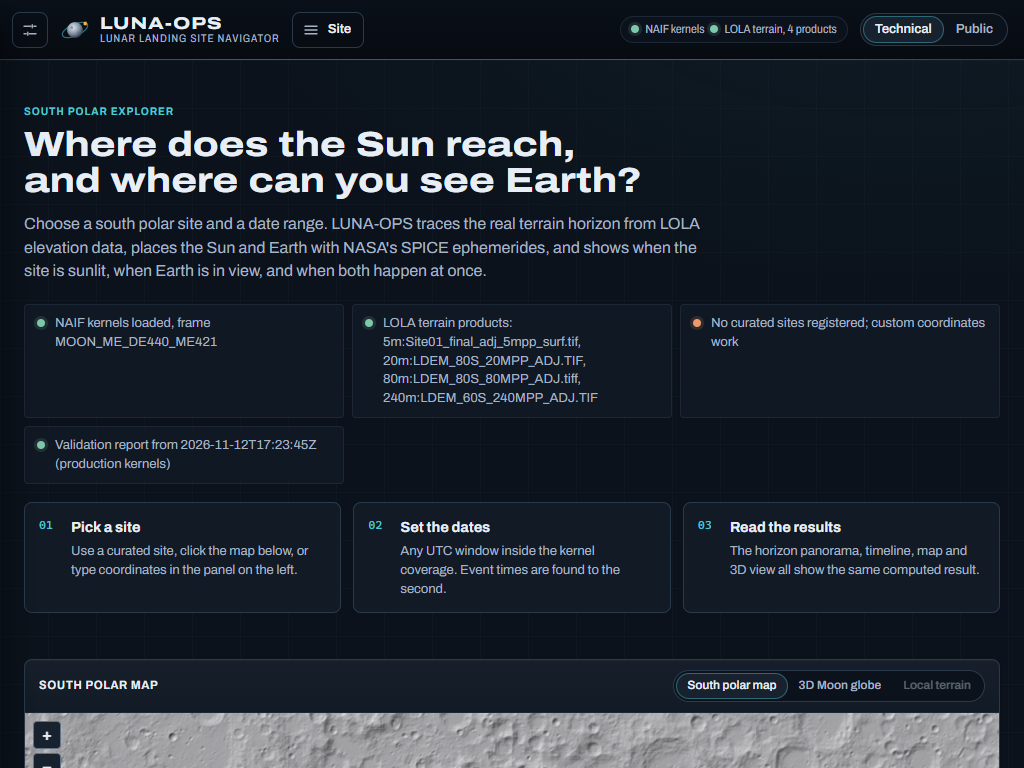 LUNA-OPS
LUNAR LANDING SITE NAVIGATOR
Site
NAIF kernels
LOLA terrain, 4 products
Technical
Public
SOUTH POLAR EXPLORER
Where does the Sun reach,
and where can you see Earth?
Choose a south polar site and a date range. LUNA-OPS traces the real terrain horizon from LOLA
elevation data, places the Sun and Earth with NASA's SPICE ephemerides, and shows when the
site is sunlit, when Earth is in view, and when both happen at once.
NAIF kernels loaded, frame
MOON_ME_DE440_ME421
LOLA terrain products:
5m:Site01_final_adj_5mpp_surf.tif,
20m:LDEM_80S_20MPP_ADJ.TIF,
80m:LDEM_80S_80MPP_ADJ.tiff,
240m:LDEM_60S_240MPP_ADJ.TIF
No curated sites registered; custom coordinates
work
Validation report from 2026-11-12T17:23:45Z
(production kernels)
01 Pick a site
Use a curated site, click the map below, or
type coordinates in the panel on the left.
02 Set the dates
Any UTC window inside the kernel
coverage. Event times are found to the
second.
03 Read the results
The horizon panorama, timeline, map and
3D view all show the same computed result.
SOUTH POLAR MAP
South polar map
3D Moon globe
Local terrain
+